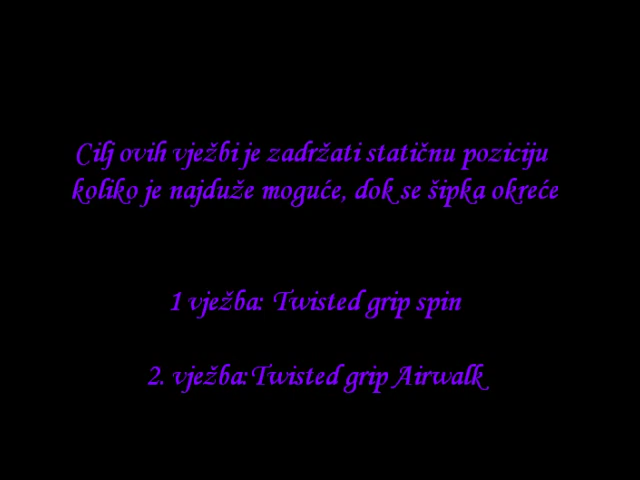 Cilj ovih vježbi je zadržati statičnu poziciju
koliko je najduže moguće, dok se šipka okreće
1 vježba: Twisted grip spin
2. vježba:Twisted grip Airwalk